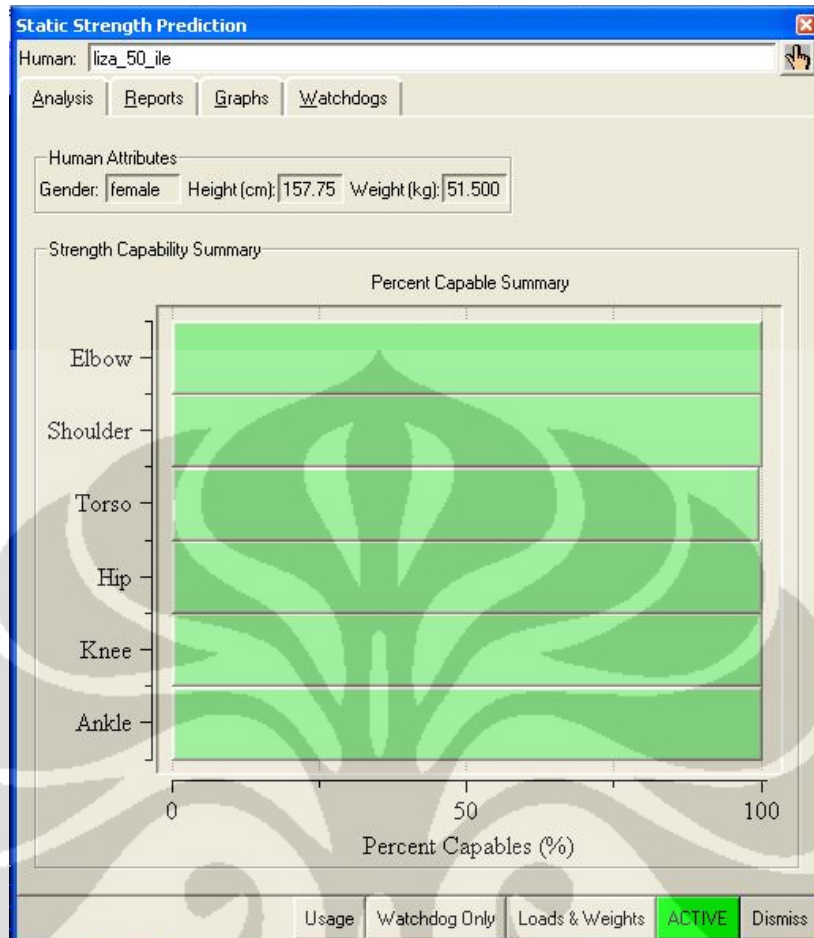 Static Strength Prediction
Human: liza_50_ile
Analysis Reports Graphs Watchdogs
Human Attributes
Gender: female Height (cm): 157.75 Weight (kg): 51.500
Strength Capability Summary
Percent Capable Summary
Elbow
Shoulder
Torso
Hip
Knee
Ankle
0 50 100
Percent Capables (%)
Usage Watchdog Only Loads & Weights ACTIVE Dismiss